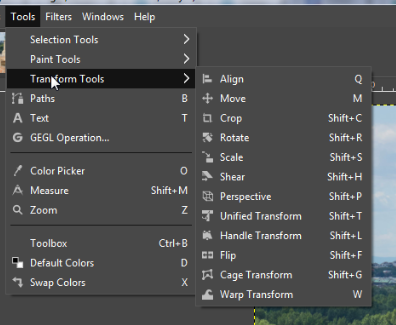 Tools Filters Windows Help
Selection Tools
Paint Tools
Transform Tools
Paths B
Text T
GEGL Operation...
Color Picker O
Measure Shift+M
Zoom Z
Toolbox Ctrl+B
Default Colors D
Swap Colors X
Align Q
Move M
Crop Shift+C
Rotate Shift+R
Scale Shift+S
Shear Shift+H
Perspective Shift+P
Unified Transform Shift+T
Handle Transform Shift+L
Flip Shift+F
Cage Transform Shift+G
Warp Transform W